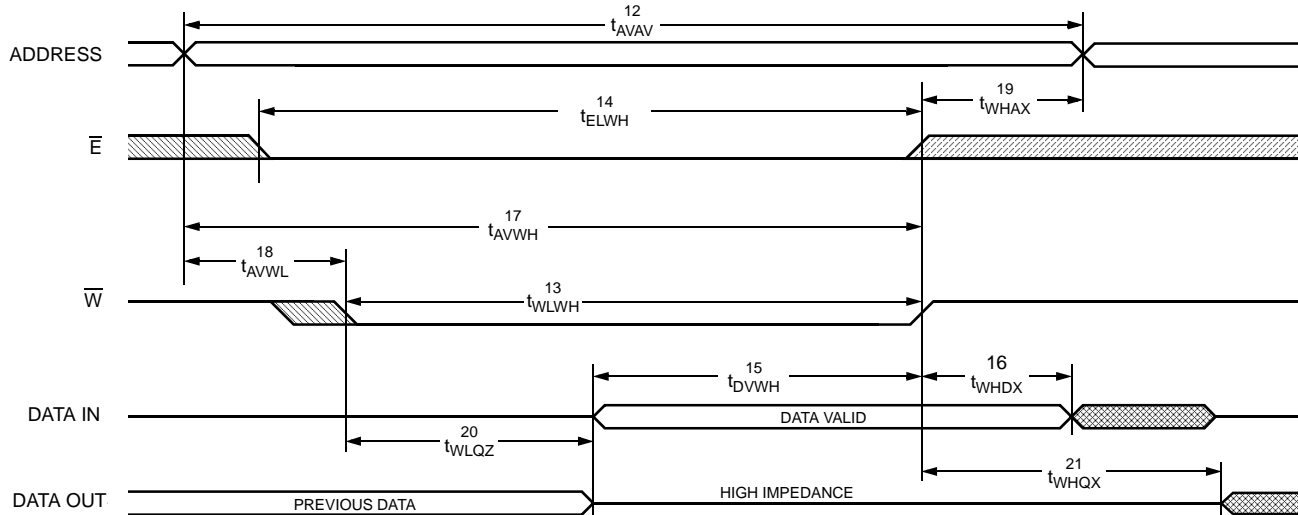 12
tAVAV
ADDRESS
19
tWHAX
14
tELWH
E
17
tAVWH
18
tAVWL
W
13
tWLWH
15
tDVWH
16
tWHDX
DATA IN
DATA VALID
20
tWLQZ
21
tWHQX
DATA OUT
PREVIOUS DATA
HIGH IMPEDANCE